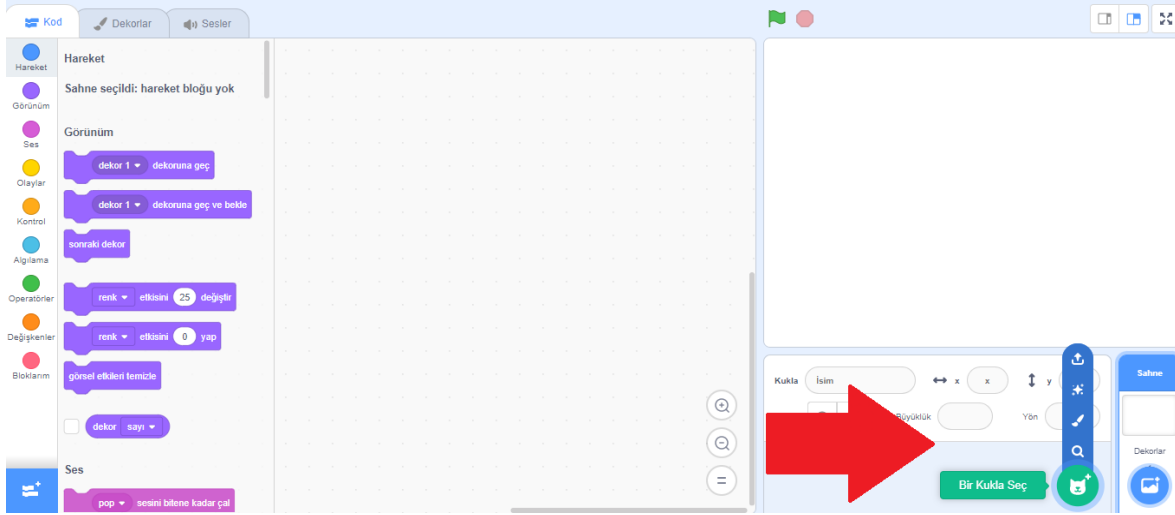 Kod
Dekorlar
Sesler
Hareket
Görünüm
Ses
Olaylar
Kontrol
Algılama
Operatörler
Değişkenler
Bloklarım
Hareket
Sahne seçildi: hareket bloğu yok
Görünüm
dekor 1 dekoruna geç
dekor 1 dekoruna geç ve bekle
sonraki dekor
renk etkisini 25 değiştir
renk etkisini 0 yap
görsel etkileri temizle
dekor sayı
Ses
pop sesini bitene kadar çal
Kukla İsim x x y
Büyüklük Yön
Bir Kukla Seç
Sahne
Dekorlar